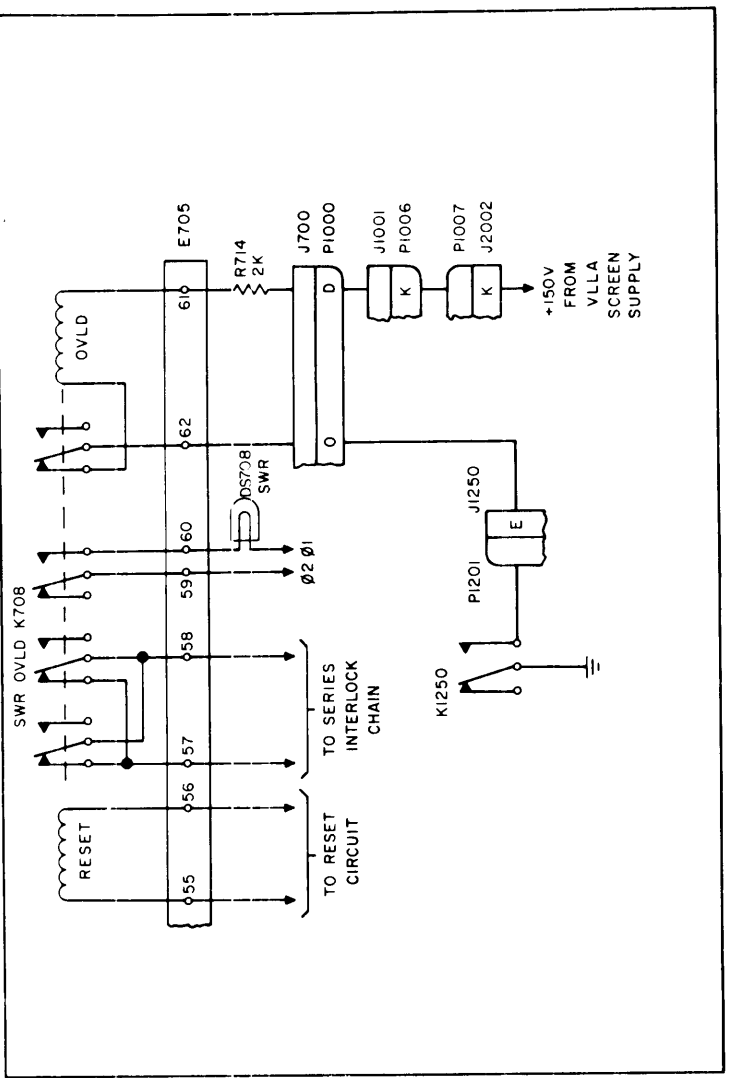 SWR OVLD K708
RESET
OVLD
55
56
57
58
59
60
62
61
E705
DS708
SWR
R714
2K
TO RESET
CIRCUIT
TO SERIES
INTERLOCK
CHAIN
Ø2 Ø1
O
D
J700
P1000
K
J1001
P1006
K
P1007
J2002
+150V
FROM
VLLA
SCREEN
SUPPLY
K1250
P1201
J1250
E